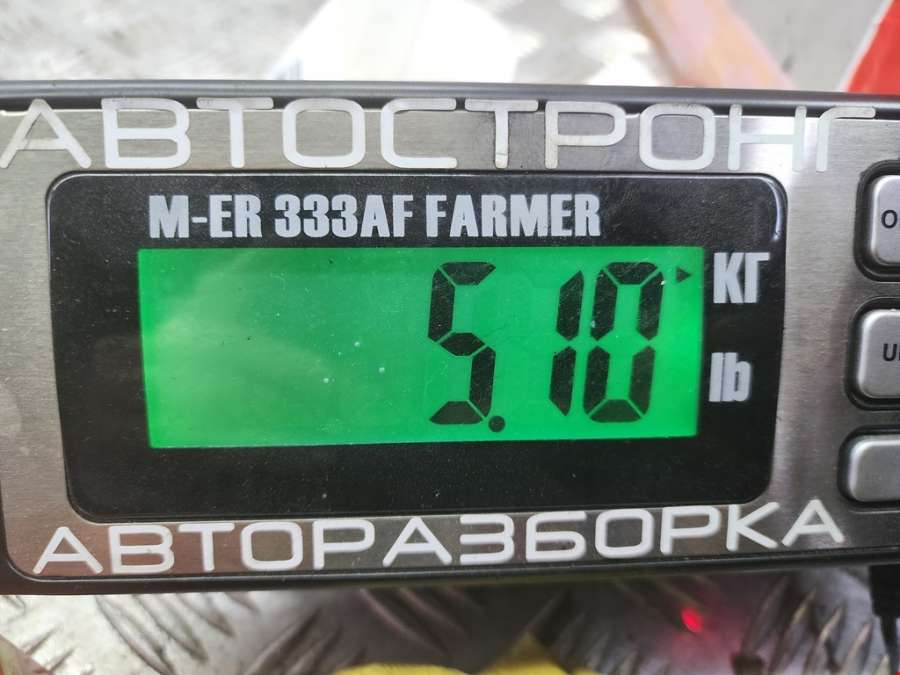 АВТОСТРОНГ
M-ER 333AF FARMER
5.10
КГ
lb
АВТОРАЗБОРКА